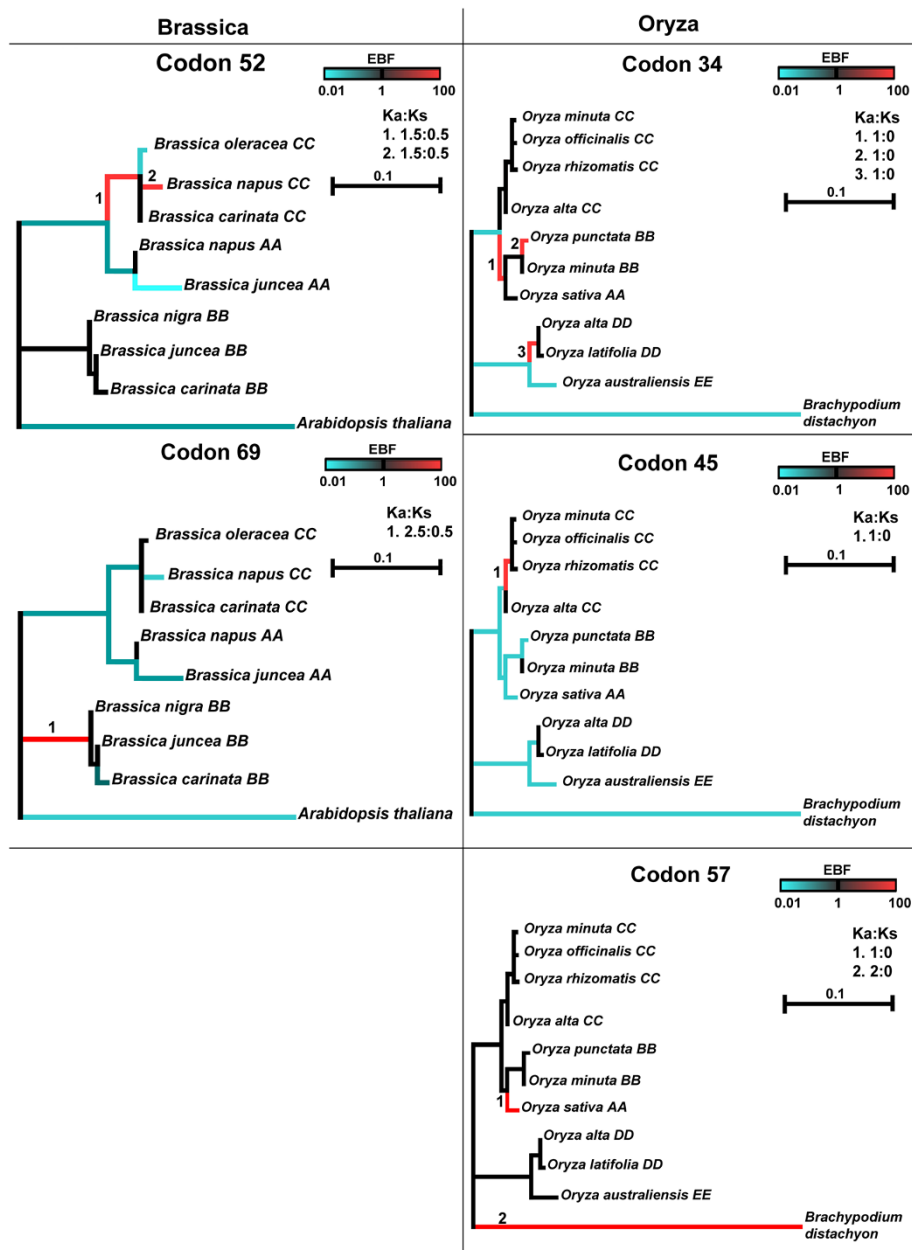 Brassica
Oryza
Codon 52
EBF
0.01 1 100
Ka:Ks
1. 1.5:0.5
2. 1.5:0.5
0.1
Brassica oleracea CC
2
Brassica napus CC
1
Brassica carinata CC
Brassica napus AA
Brassica juncea AA
Brassica nigra BB
Brassica juncea BB
Brassica carinata BB
Arabidopsis thaliana
Codon 69
EBF
0.01 1 100
Ka:Ks
1. 2.5:0.5
0.1
Brassica oleracea CC
Brassica napus CC
Brassica carinata CC
Brassica napus AA
Brassica juncea AA
Brassica nigra BB
1
Brassica juncea BB
Brassica carinata BB
Arabidopsis thaliana
Codon 34
EBF
0.01 1 100
Ka:Ks
1. 1:0
2. 1:0
3. 1:0
0.1
Oryza minuta CC
Oryza officinalis CC
Oryza rhizomatis CC
Oryza alta CC
Oryza punctata BB
2
1
Oryza minuta BB
Oryza sativa AA
Oryza alta DD
3
Oryza latifolia DD
Oryza australiensis EE
Brachypodium
distachyon
Codon 45
EBF
0.01 1 100
Ka:Ks
1.1:0
0.1
Oryza minuta CC
Oryza officinalis CC
1
Oryza rhizomatis CC
Oryza alta CC
Oryza punctata BB
Oryza minuta BB
Oryza sativa AA
Oryza alta DD
Oryza latifolia DD
Oryza australiensis EE
Brachypodium
distachyon
Codon 57
EBF
0.01 1 100
Ka:Ks
1. 1:0
2. 2:0
0.1
Oryza minuta CC
Oryza officinalis CC
Oryza rhizomatis CC
Oryza alta CC
Oryza punctata BB
Oryza minuta BB
1
Oryza sativa AA
Oryza alta DD
Oryza latifolia DD
Oryza australiensis EE
2
Brachypodium
distachyon